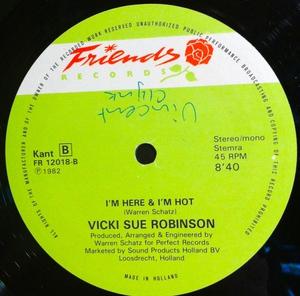 ALL RIGHTS OF THE MANUFACTURER AND OF THE OWNER OF THE RECORDED WORK RESERVED UNAUTHORIZED PUBLIC PERFORMANCE BROADCASTING AND COPYING OF THIS RECORD PROHIBITED
Friends
RECORDS
Vincent
Kant B
FR 12018-B
℗1982
Stereo/mono
Stemra
45 RPM
8'40
I'M HERE & I'M HOT
(Warren Schatz)
VICKI SUE ROBINSON
Produced, Arranged & Engineered by
Warren Schatz for Perfect Records
Marketed by Sound Products Holland BV
Loosdrecht, Holland
MADE IN HOLLAND